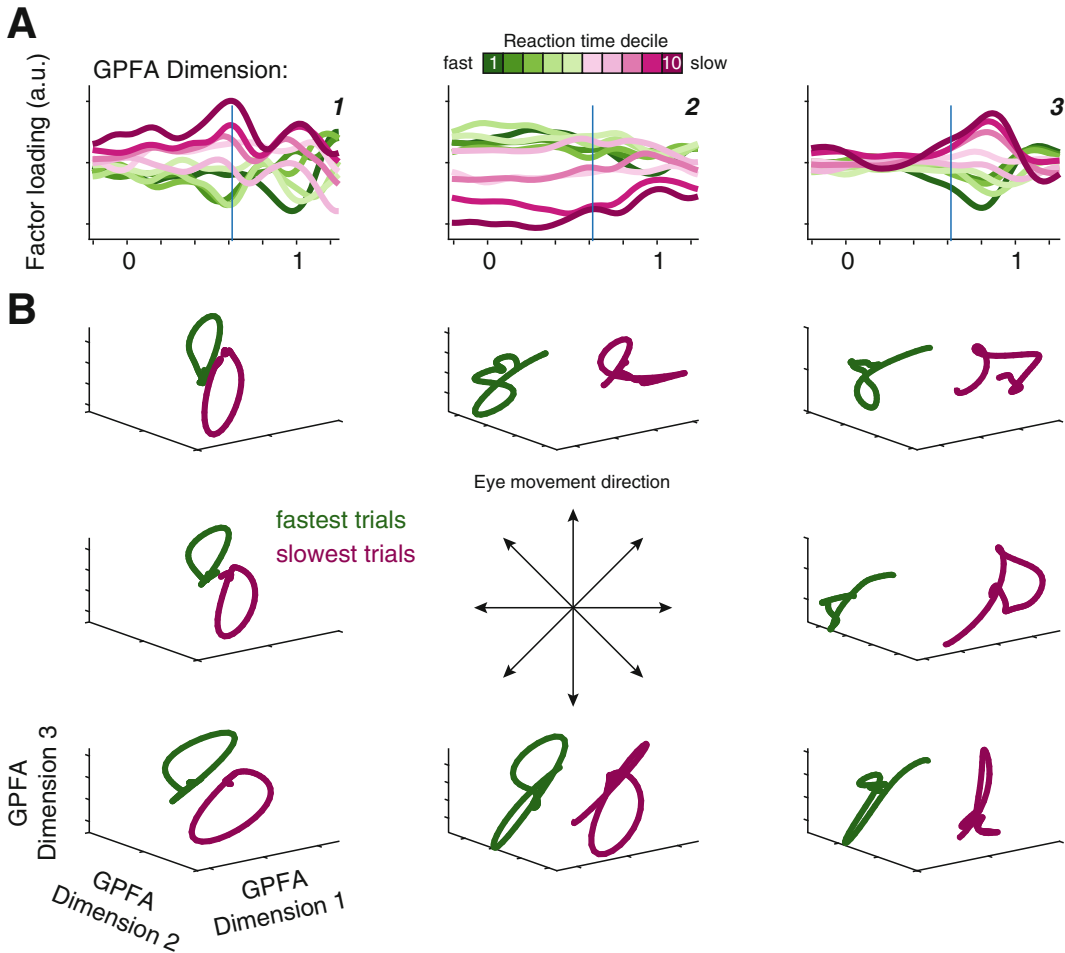 A
Reaction time decile
fast 1 10 slow
GPFA Dimension:
Factor loading (a.u.)
1
2
3
0 1
0 1
0 1
B
Eye movement direction
fastest trials
slowest trials
GPFA
Dimension 3
GPFA
Dimension 2
GPFA
Dimension 1